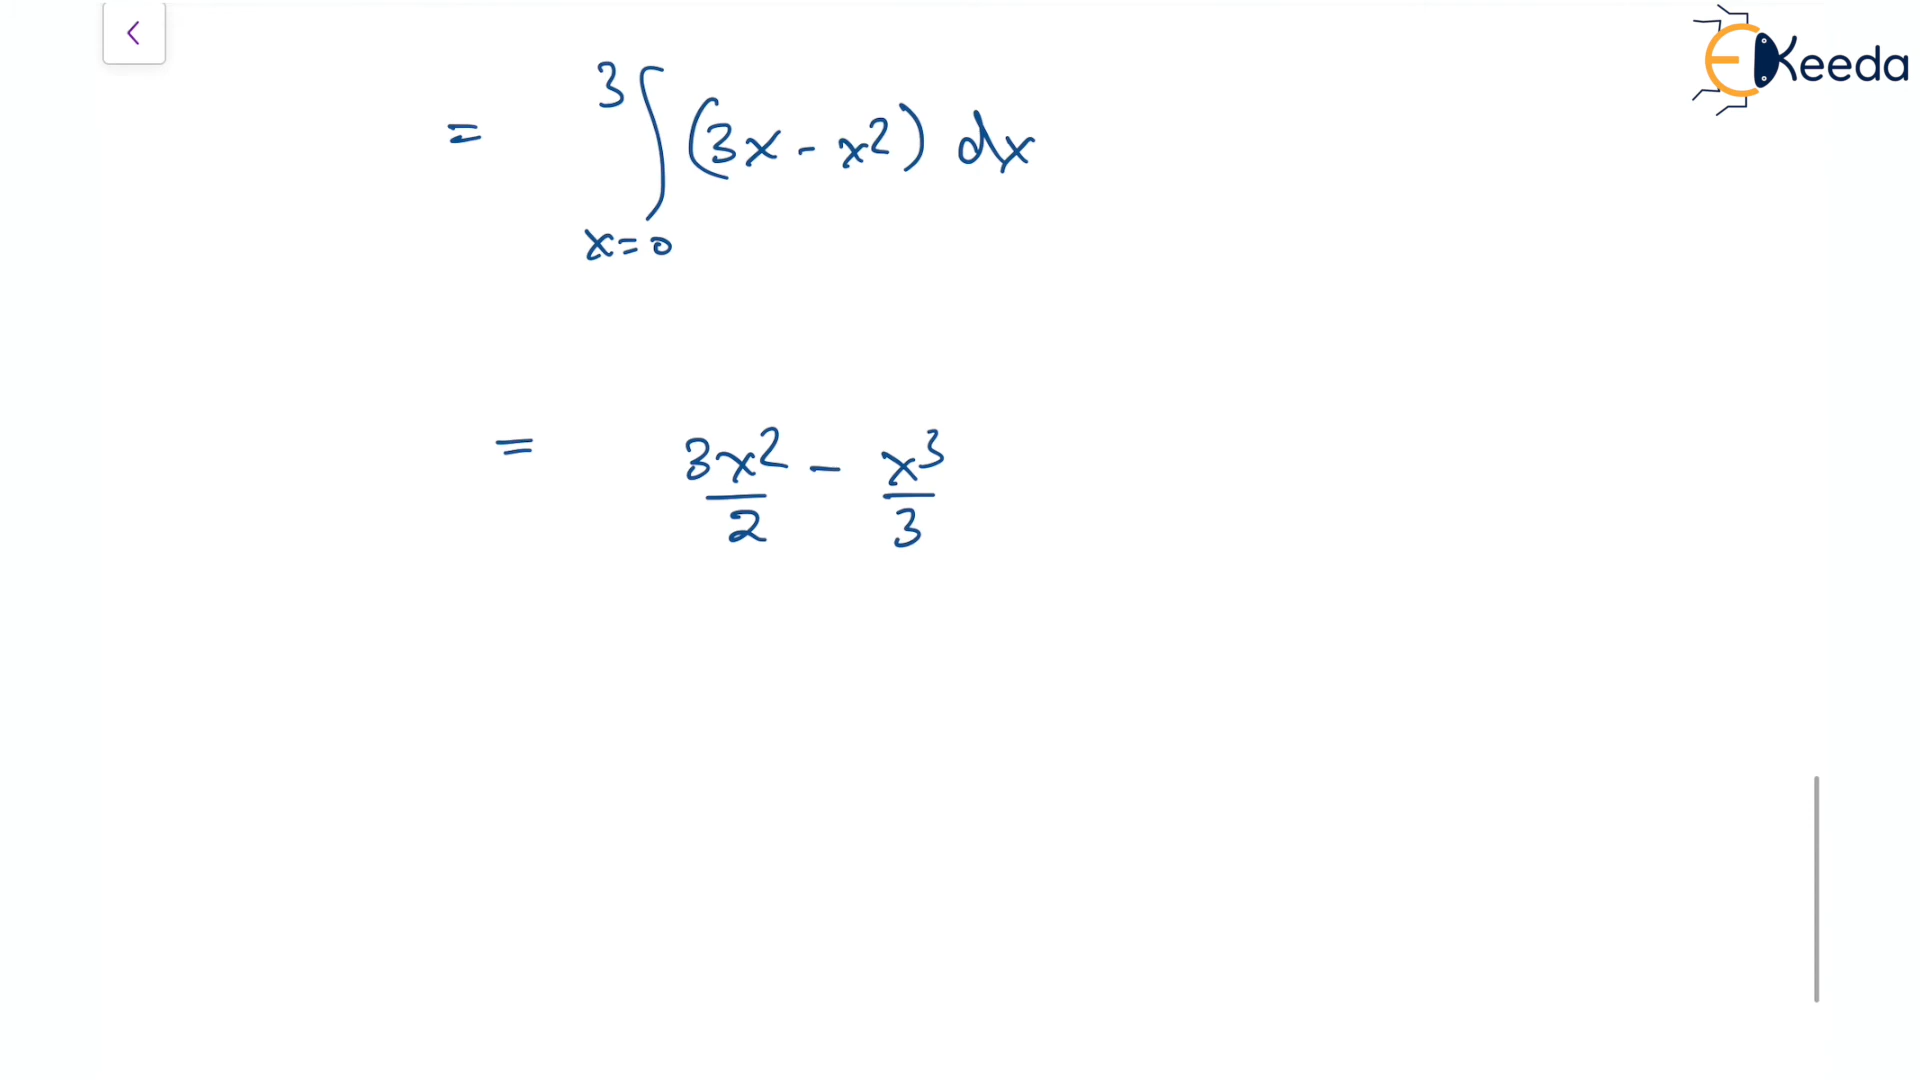 EKeeda
= 3∫x=0 (3x - x²) dx
= 3x²/2 - x³/3